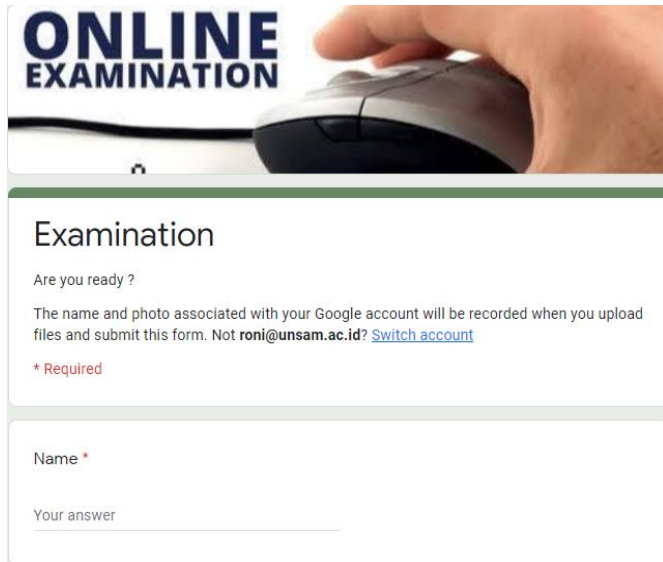 ONLINE
EXAMINATION
Examination
Are you ready ?
The name and photo associated with your Google account will be recorded when you upload
files and submit this form. Not roni@unsam.ac.id? Switch account
* Required
Name *
Your answer